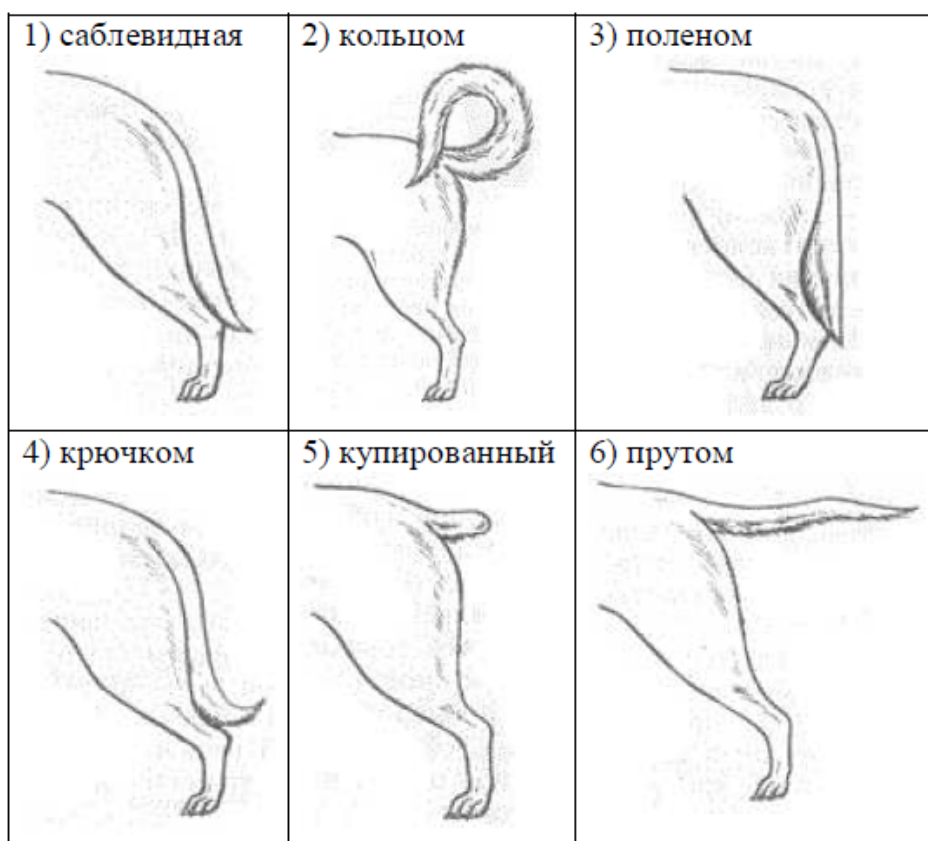 1) саблевидная
2) кольцом
3) поленом
4) крючком
5) купированный
6) прутом